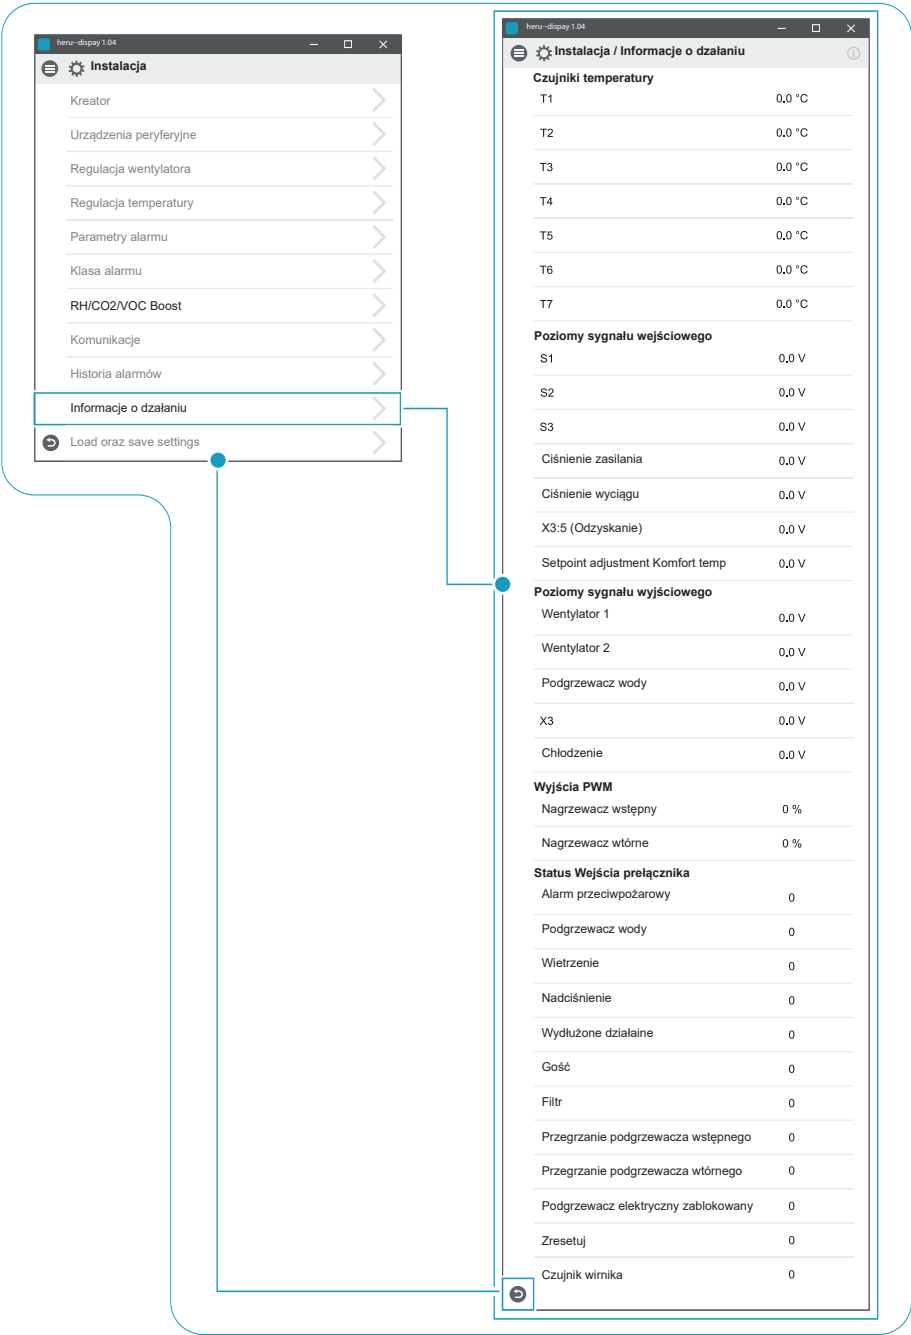 heru–dispay 1.04
Instalacja
Kreator
Urządzenia peryferyjne
Regulacja wentylatora
Regulacja temperatury
Parametry alarmu
Klasa alarmu
RH/CO2/VOC Boost
Komunikacje
Historia alarmów
Informacje o dzałaniu
Load oraz save settings
heru–dispay 1.04
Instalacja / Informacje o dzałaniu
Czujniki temperatury
T1 0.0 °C
T2 0.0 °C
T3 0.0 °C
T4 0.0 °C
T5 0.0 °C
T6 0.0 °C
T7 0.0 °C
Poziomy sygnału wejściowego
S1 0.0 V
S2 0.0 V
S3 0.0 V
Ciśnienie zasilania 0.0 V
Ciśnienie wyciągu 0.0 V
X3:5 (Odzyskanie) 0.0 V
Setpoint adjustment Komfort temp 0.0 V
Poziomy sygnału wyjściowego
Wentylator 1 0.0 V
Wentylator 2 0.0 V
Podgrzewacz wody 0.0 V
X3 0.0 V
Chłodzenie 0.0 V
Wyjścia PWM
Nagrzewacz wstępny 0 %
Nagrzewacz wtórne 0 %
Status Wejścia prełącznika
Alarm przeciwpożarowy 0
Podgrzewacz wody 0
Wietrzenie 0
Nadciśnienie 0
Wydłużone działaine 0
Gość 0
Filtr 0
Przegrzanie podgrzewacza wstępnego 0
Przegrzanie podgrzewacza wtórnego 0
Podgrzewacz elektryczny zablokowany 0
Zresetuj 0
Czujnik wirnika 0